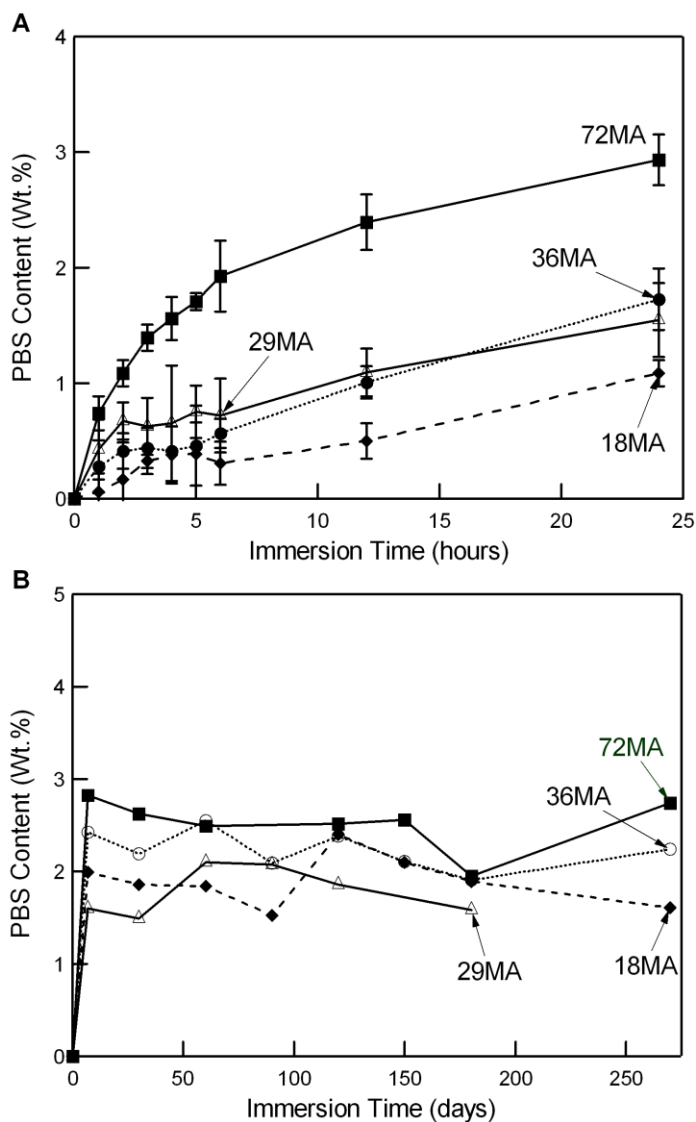 A
4
3
2
1
0
PBS Content (Wt.%)
72MA
36MA
29MA
18MA
0 5 10 15 20 25
Immersion Time (hours)
B
5
4
3
2
1
0
PBS Content (Wt.%)
72MA
36MA
29MA
18MA
0 50 100 150 200 250
Immersion Time (days)